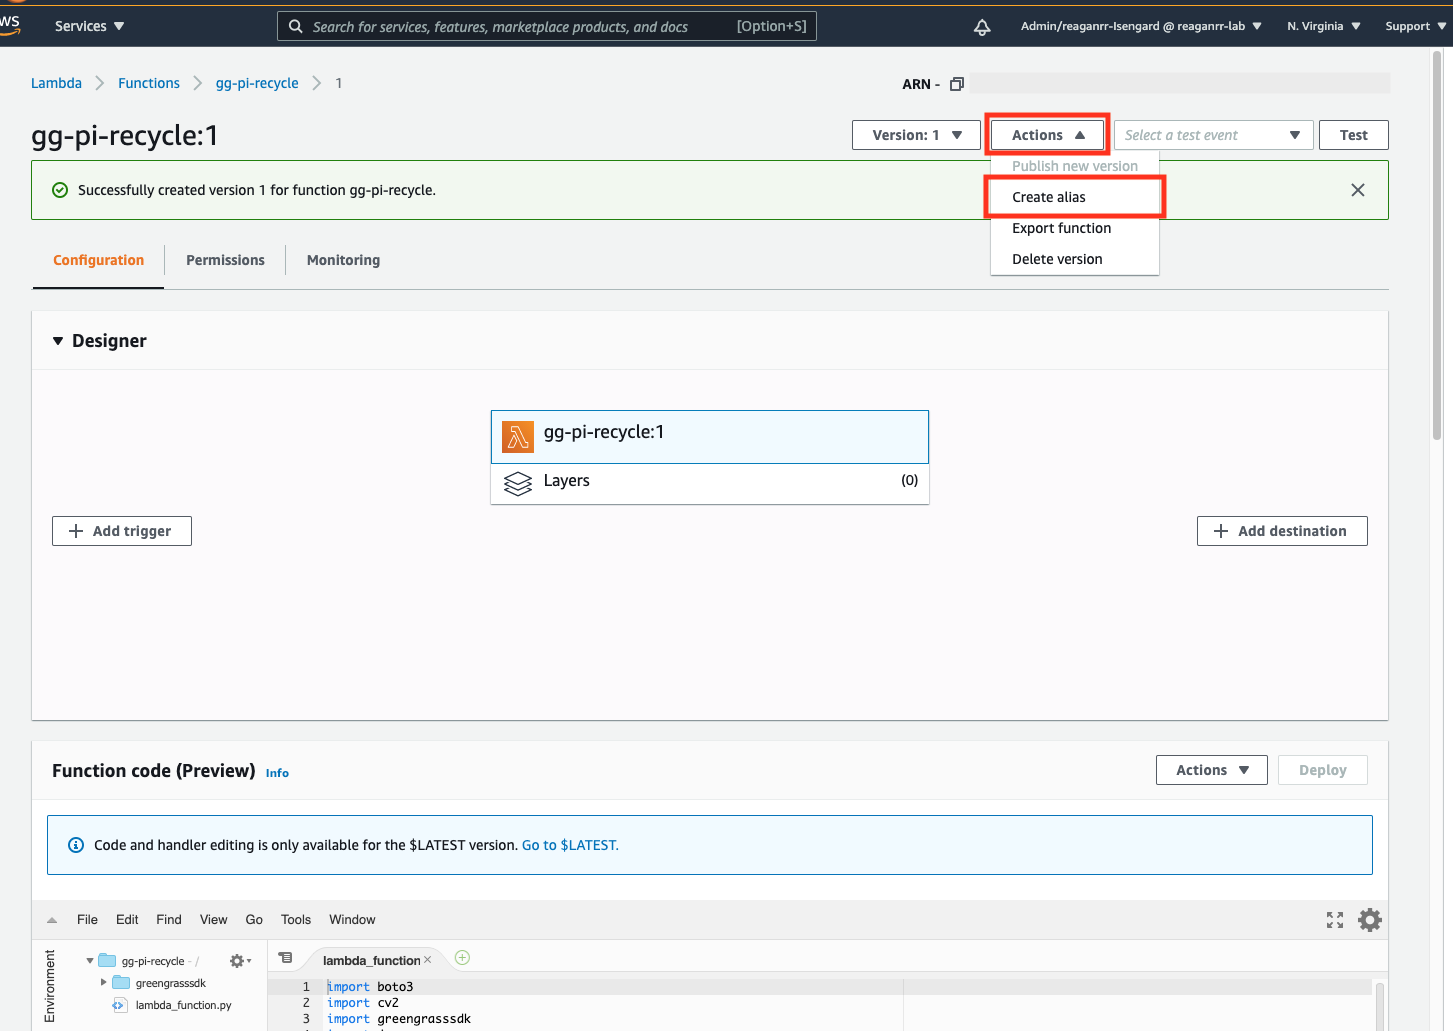 WS Services Search for services, features, marketplace products, and docs [Option+S] Admin/reaganrr-Isengard @ reaganrr-lab N. Virginia Support
Lambda Functions gg-pi-recycle 1 ARN -
gg-pi-recycle:1 Version: 1 Actions Select a test event Test
Publish new version
Successfully created version 1 for function gg-pi-recycle.
Create alias
Export function
Delete version
Configuration Permissions Monitoring
Designer
gg-pi-recycle:1
Layers (0)
Add trigger Add destination
Function code (Preview) Info Actions Deploy
Code and handler editing is only available for the $LATEST version. Go to $LATEST.
File Edit Find View Go Tools Window
Environment
gg-pi-recycle - /
greengrasssdk
lambda_function.py
lambda_function
1 import boto3
2 import cv2
3 import greengrasssdk